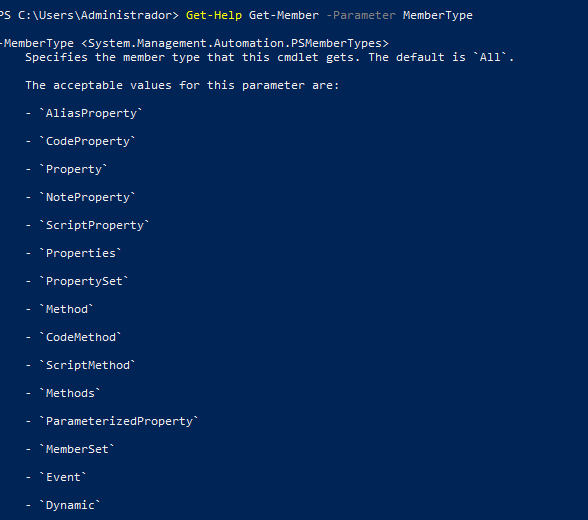 PS C:\Users\Administrador> Get-Help Get-Member -Parameter MemberType
-MemberType <System.Management.Automation.PSMemberTypes>
Specifies the member type that this cmdlet gets. The default is `All`.
The acceptable values for this parameter are:
- `AliasProperty`
- `CodeProperty`
- `Property`
- `NoteProperty`
- `ScriptProperty`
- `Properties`
- `PropertySet`
- `Method`
- `CodeMethod`
- `ScriptMethod`
- `Methods`
- `ParameterizedProperty`
- `MemberSet`
- `Event`
- `Dynamic`